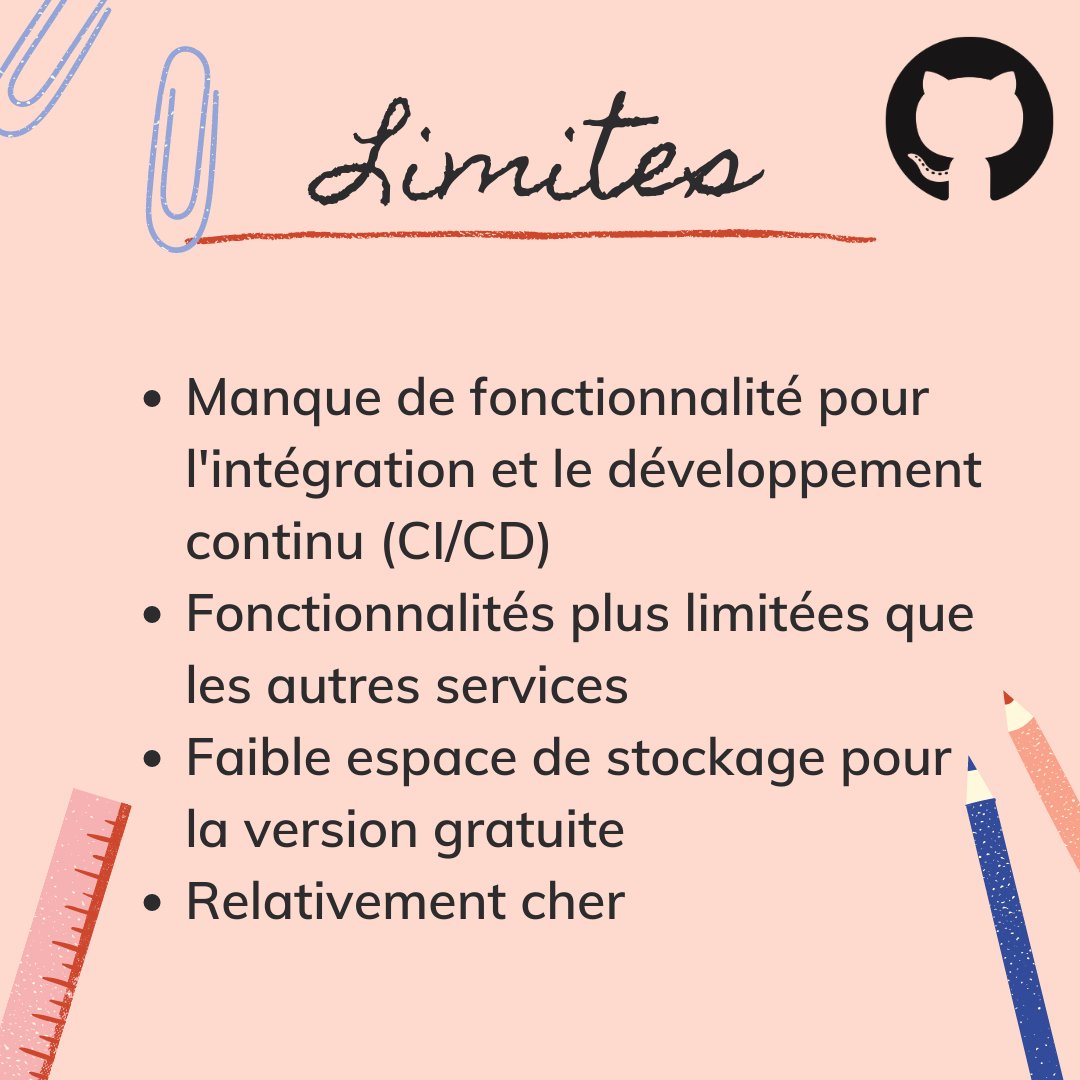 Limites
• Manque de fonctionnalité pour
l'intégration et le développement
continu (CI/CD)
• Fonctionnalités plus limitées que
les autres services
• Faible espace de stockage pour
la version gratuite
• Relativement cher